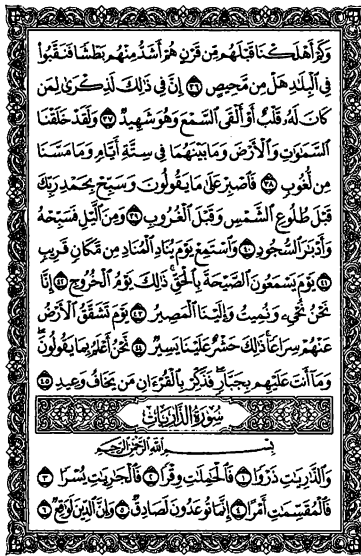 وَكَمْ أَهْلَكْنَا قَبْلَهُم مِّن قَرْنٍ هُمْ أَشَدُّ مِنْهُم بَطْشًا فَنَقَّبُوا۟
فِى ٱلْبِلَٰدِ هَلْ مِن مَّحِيصٍ ٣٦ إِنَّ فِى ذَٰلِكَ لَذِكْرَىٰ لِمَن
كَانَ لَهُۥ قَلْبٌ أَوْ أَلْقَى ٱلسَّمْعَ وَهُوَ شَهِيدٌ ٣٧ وَلَقَدْ خَلَقْنَا
ٱلسَّمَٰوَٰتِ وَٱلْأَرْضَ وَمَا بَيْنَهُمَا فِى سِتَّةِ أَيَّامٍ وَمَا مَسَّنَا
مِن لُّغُوبٍ ٣٨ فَٱصْبِرْ عَلَىٰ مَا يَقُولُونَ وَسَبِّحْ بِحَمْدِ رَبِّكَ
قَبْلَ طُلُوعِ ٱلشَّمْسِ وَقَبْلَ ٱلْغُرُوبِ ٣٩ وَمِنَ ٱلَّيْلِ فَسَبِّحْهُ
وَأَدْبَٰرَ ٱلسُّجُودِ ٤٠ وَٱسْتَمِعْ يَوْمَ يُنَادِ ٱلْمُنَادِ مِن مَّكَانٍ قَرِيبٍ
٤١ يَوْمَ يَسْمَعُونَ ٱلصَّيْحَةَ بِٱلْحَقِّ ذَٰلِكَ يَوْمُ ٱلْخُرُوجِ ٤٢ إِنَّا
نَحْنُ نُحْىِۦ وَنُمِيتُ وَإِلَيْنَا ٱلْمَصِيرُ ٤٣ يَوْمَ تَشَقَّقُ ٱلْأَرْضُ
عَنْهُمْ سِرَاعًا ذَٰلِكَ حَشْرٌ عَلَيْنَا يَسِيرٌ ٤٤ نَّحْنُ أَعْلَمُ بِمَا يَقُولُونَ
وَمَآ أَنتَ عَلَيْهِم بِجَبَّارٍ فَذَكِّرْ بِٱلْقُرْءَانِ مَن يَخَافُ وَعِيدِ ٤٥
سُورَةُ الذَّارِيَاتِ
بِسْمِ ٱللَّهِ ٱلرَّحْمَٰنِ ٱلرَّحِيمِ
وَٱلذَّٰرِيَٰتِ ذَرْوًا ١ فَٱلْحَٰمِلَٰتِ وِقْرًا ٢ فَٱلْجَٰرِيَٰتِ يُسْرًا ٣
فَٱلْمُقَسِّمَٰتِ أَمْرًا ٤ إِنَّمَا تُوعَدُونَ لَصَادِقٌ ٥ وَإِنَّ ٱلدِّينَ لَوَٰقِعٌ ٦